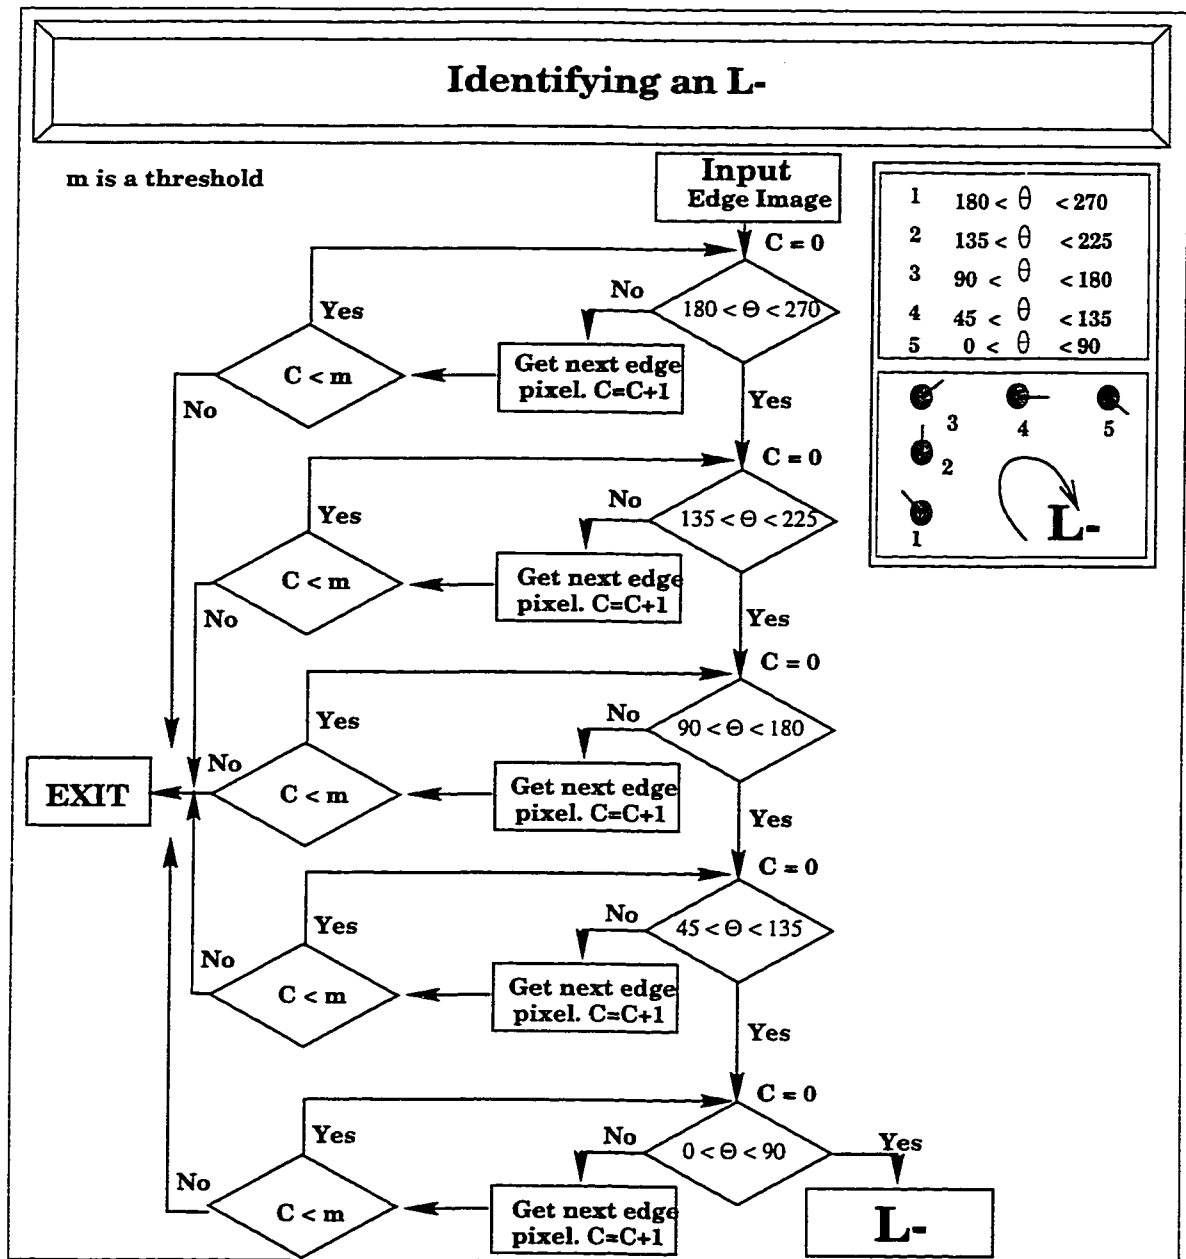 Identifying an L-
m is a threshold
Input
Edge Image
C = 0
180 < Θ < 270
No
Yes
Get next edge
pixel. C=C+1
C < m
Yes
No
C = 0
135 < Θ < 225
No
Yes
Get next edge
pixel. C=C+1
C < m
Yes
No
C = 0
90 < Θ < 180
No
Yes
Get next edge
pixel. C=C+1
C < m
Yes
No
EXIT
C = 0
45 < Θ < 135
No
Yes
Get next edge
pixel. C=C+1
C < m
Yes
No
C = 0
0 < Θ < 90
No
Yes
Get next edge
pixel. C=C+1
C < m
Yes
No
L-
1 180 < θ < 270
2 135 < θ < 225
3 90 < θ < 180
4 45 < θ < 135
5 0 < θ < 90
3
4
5
2
1
L-